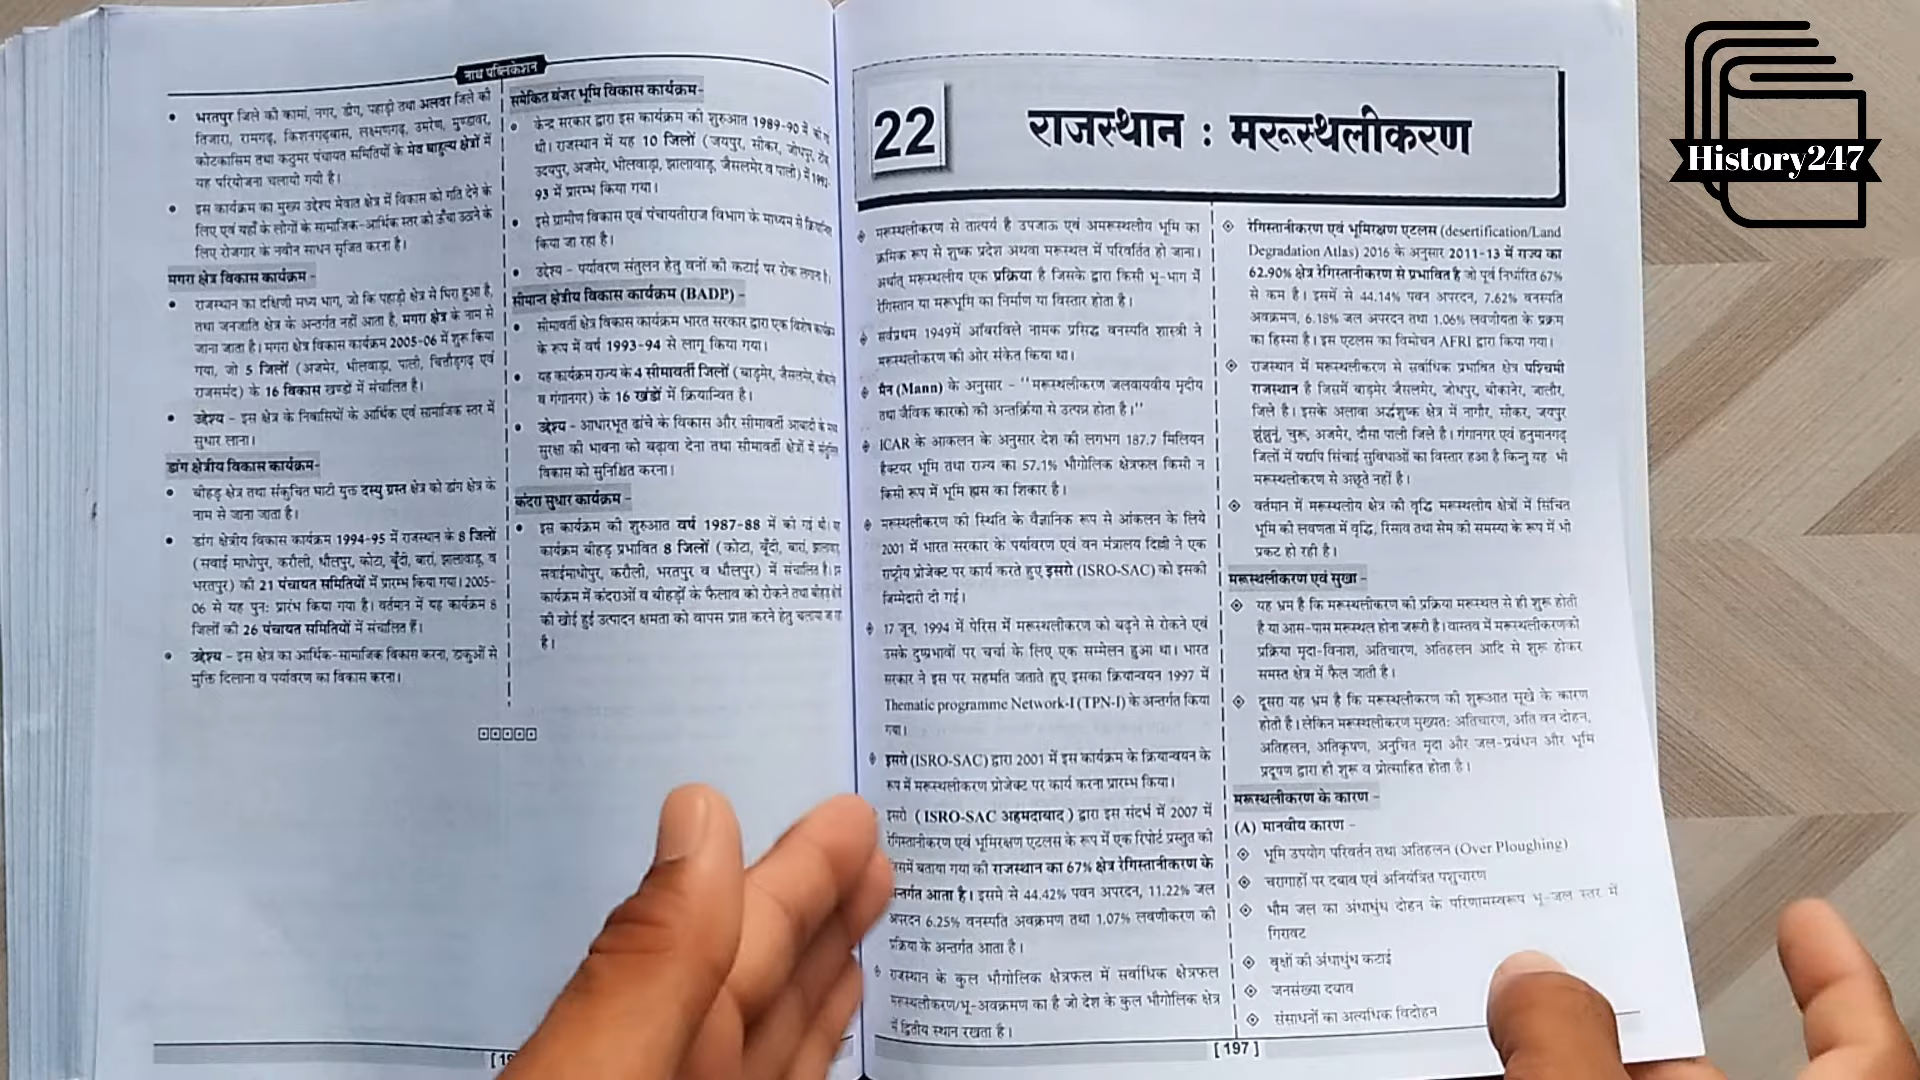 नाथ पब्लिकेशन
भरतपुर जिले की कामां, नगर, डीग, पहाड़ी तथा अलवर जिले की
तिजारा, रामगढ़, किशनगढ़बास, लक्ष्मणगढ़, उमरेण, मुण्डावर,
कोटकासिम तथा कठुमर पंचायत समितियों के मेव बाहुल्य क्षेत्रों में
यह परियोजना चलायी गयी है।
इस कार्यक्रम का मुख्य उद्देश्य मेवात क्षेत्र में विकास को गति देने के
लिए एवं यहाँ के लोगों के सामाजिक-आर्थिक स्तर को ऊँचा उठाने के
लिए रोजगार के नवीन साधन सृजित करना है।
मगरा क्षेत्र विकास कार्यक्रम -
राजस्थान का दक्षिणी मध्य भाग, जो कि पहाड़ी क्षेत्र से घिरा हुआ है,
तथा जनजाति क्षेत्र के अन्तर्गत नहीं आता है, मगरा क्षेत्र के नाम से
जाना जाता है। मगरा क्षेत्र विकास कार्यक्रम 2005-06 में शुरू किया
गया, जो 5 जिलों (अजमेर, भीलवाड़ा, पाली, चित्तौड़गढ़ एवं
राजसमंद) के 16 विकास खण्डों में संचालित है।
उद्देश्य - इस क्षेत्र के निवासियों के आर्थिक एवं सामाजिक स्तर में
सुधार लाना।
डांग क्षेत्रीय विकास कार्यक्रम-
बीहड़ क्षेत्र तथा संकुचित घाटी युक्त दस्यु ग्रस्त क्षेत्र को डांग क्षेत्र के
नाम से जाना जाता है।
डांग क्षेत्रीय विकास कार्यक्रम 1994-95 में राजस्थान के 8 जिलों
(सवाई माधोपुर, करौली, धौलपुर, कोटा, बूँदी, बारां, झालावाड़, व
भरतपुर) की 21 पंचायत समितियों में प्रारम्भ किया गया। 2005-
06 से यह पुन: प्रारंभ किया गया है। वर्तमान में यह कार्यक्रम 8
जिलों की 26 पंचायत समितियों में संचालित हैं।
उद्देश्य - इस क्षेत्र का आर्थिक-सामाजिक विकास करना, डाकुओं से
मुक्ति दिलाना व पर्यावरण का विकास करना।
समेकित बंजर भूमि विकास कार्यक्रम-
केन्द्र सरकार द्वारा इस कार्यक्रम की शुरुआत 1989-90 में की गई
थी। राजस्थान में यह 10 जिलों (जयपुर, सीकर, जोधपुर,
उदयपुर, अजमेर, भीलवाड़ा, झालावाड़, जैसलमेर व पाली) में 1992-
93 में प्रारम्भ किया गया।
इसे ग्रामीण विकास एवं पंचायतीराज विभाग के माध्यम से क्रियान्वित
किया जा रहा है।
उद्देश्य - पर्यावरण संतुलन हेतु वनों की कटाई पर रोक लगाना है।
सीमान्त क्षेत्रीय विकास कार्यक्रम (BADP) -
सीमावर्ती क्षेत्र विकास कार्यक्रम भारत सरकार द्वारा एक विशेष कार्यक्रम
के रूप में वर्ष 1993-94 से लागू किया गया।
यह कार्यक्रम राज्य के 4 सीमावर्ती जिलों (बाड़मेर, जैसलमेर, बीकानेर
व गंगानगर) के 16 खंडों में क्रियान्वित है।
उद्देश्य - आधारभूत ढांचे के विकास और सीमावर्ती आबादी के मध्य
सुरक्षा की भावना को बढ़ावा देना तथा सीमावर्ती क्षेत्रों में संतुलित
विकास को सुनिश्चित करना।
कंदरा सुधार कार्यक्रम -
इस कार्यक्रम की शुरुआत वर्ष 1987-88 में की गई थी। यह
कार्यक्रम बीहड़ प्रभावित 8 जिलों (कोटा, बूँदी, बारां, झालावाड़,
सवाईमाधोपुर, करौली, भरतपुर व धौलपुर) में संचालित है। इस
कार्यक्रम में कंदराओं व बीहड़ों के फैलाव को रोकने तथा बीहड़ क्षेत्रों
की खोई हुई उत्पादन क्षमता को वापस प्राप्त करने हेतु चलाया जा रहा
है।
22 राजस्थान : मरूस्थलीकरण
मरूस्थलीकरण से तात्पर्य है उपजाऊ एवं अमरूस्थलीय भूमि का
क्रमिक रूप से शुष्क प्रदेश अथवा मरूस्थल में परिवर्तित हो जाना।
अर्थात् मरूस्थलीय एक प्रक्रिया है जिसके द्वारा किसी भू-भाग में
रेगिस्तान या मरूभूमि का निर्माण या विस्तार होता है।
सर्वप्रथम 1949में ऑबरविले नामक प्रसिद्ध वनस्पति शास्त्री ने
मरूस्थलीकरण की ओर संकेत किया था।
मैन (Mann) के अनुसार - "मरूस्थलीकरण जलवायवीय मृदीय
तथा जैविक कारकों की अन्तर्क्रिया से उत्पन्न होता है।"
ICAR के आकलन के अनुसार देश की लगभग 187.7 मिलियन
हैक्टयर भूमि तथा राज्य का 57.1% भौगोलिक क्षेत्रफल किसी न
किसी रूप में भूमि ह्रास का शिकार है।
मरूस्थलीकरण की स्थिति के वैज्ञानिक रूप से आंकलन के लिये
2001 में भारत सरकार के पर्यावरण एवं वन मंत्रालय दिल्ली ने एक
राष्ट्रीय प्रोजेक्ट पर कार्य करते हुए इसरो (ISRO-SAC) को इसकी
जिम्मेदारी दी गई।
17 जून, 1994 में पेरिस में मरूस्थलीकरण को बढ़ने से रोकने एवं
उसके दुष्प्रभावों पर चर्चा के लिए एक सम्मेलन हुआ था। भारत
सरकार ने इस पर सहमति जताते हुए इसका क्रियान्वयन 1997 में
Thematic programme Network-I (TPN-I) के अन्तर्गत किया
गया।
इसरो (ISRO-SAC) द्वारा 2001 में इस कार्यक्रम के क्रियान्वयन के
रूप में मरूस्थलीकरण प्रोजेक्ट पर कार्य करना प्रारम्भ किया।
इसरो (ISRO-SAC अहमदाबाद) द्वारा इस संदर्भ में 2007 में
रेगिस्तानीकरण एवं भूमिरक्षण एटलस के रूप में एक रिपोर्ट प्रस्तुत की
जिसमें बताया गया की राजस्थान का 67% क्षेत्र रेगिस्तानीकरण के
अन्तर्गत आता है। इसमे से 44.42% पवन अपरदन, 11.22% जल
अपरदन 6.25% वनस्पति अवक्रमण तथा 1.07% लवणीकरण की
प्रक्रिया के अन्तर्गत आता है।
राजस्थान के कुल भौगोलिक क्षेत्रफल में सर्वाधिक क्षेत्रफल
मरूस्थलीकरण/भू-अवक्रमण का है जो देश के कुल भौगोलिक क्षेत्र
में द्वितीय स्थान रखता है।
रेगिस्तानीकरण एवं भूमिरक्षण एटलस (desertification/Land
Degradation Atlas) 2016 के अनुसार 2011-13 में राज्य का
62.90% क्षेत्र रेगिस्तानीकरण से प्रभावित है जो पूर्व निर्धारित 67%
से कम है। इसमें से 44.14% पवन अपरदन, 7.62% वनस्पति
अवक्रमण, 6.18% जल अपरदन तथा 1.06% लवणीयता के प्रक्रम
का हिस्सा है। इस एटलस का विमोचन AFRI द्वारा किया गया।
राजस्थान में मरूस्थलीकरण से सर्वाधिक प्रभावित क्षेत्र पश्चिमी
राजस्थान है जिसमें बाड़मेर जैसलमेर, जोधपुर, बीकानेर, जालौर,
जिले है। इसके अलावा अर्द्धशुष्क क्षेत्र में नागौर, सीकर, जयपुर
झुंझुनूं, चुरू, अजमेर, दौसा पाली जिले है। गंगानगर एवं हनुमानगढ़
जिलों में यद्यपि सिंचाई सुविधाओं का विस्तार हआ है किन्तु यह भी
मरूस्थलीकरण से अछूते नहीं है।
वर्तमान में मरूस्थलीय क्षेत्र की वृद्धि मरूस्थलीय क्षेत्रों में सिंचित
भूमि की लवणता में वृद्धि, रिसाव तथा सेम की समस्या के रूप में भी
प्रकट हो रही है।
मरूस्थलीकरण एवं सुखा -
यह भ्रम है कि मरूस्थलीकरण की प्रक्रिया मरूस्थल से ही शुरू होती
है या आस-पास मरूस्थल होना जरूरी है। वास्तव में मरूस्थलीकरण की
प्रक्रिया मृदा-विनाश, अतिचारण, अतिहलन आदि से शुरू होकर
समस्त क्षेत्र में फैल जाती है।
दूसरा यह भ्रम है कि मरूस्थलीकरण की शुरूआत सूखे के कारण
होती है। लेकिन मरूस्थलीकरण मुख्यत: अतिचारण, अति वन दोहन,
अतिहलन, अतिकृषण, अनुचित मृदा और जल-प्रबंधन और भूमि
प्रदूषण द्वारा ही शुरू व प्रोत्साहित होता है।
मरूस्थलीकरण के कारण -
(A) मानवीय कारण -
भूमि उपयोग परिवर्तन तथा अतिहलन (Over Ploughing)
चरागाहों पर दबाव एवं अनियंत्रित पशुचारण
भौम जल का अंधाधुंध दोहन के परिणामस्वरूप भू-जल स्तर में
गिरावट
वृक्षों की अंधाधुंध कटाई
जनसंख्या दबाव
संसाधनों का अत्यधिक विदोहन
[ 197 ]
History247